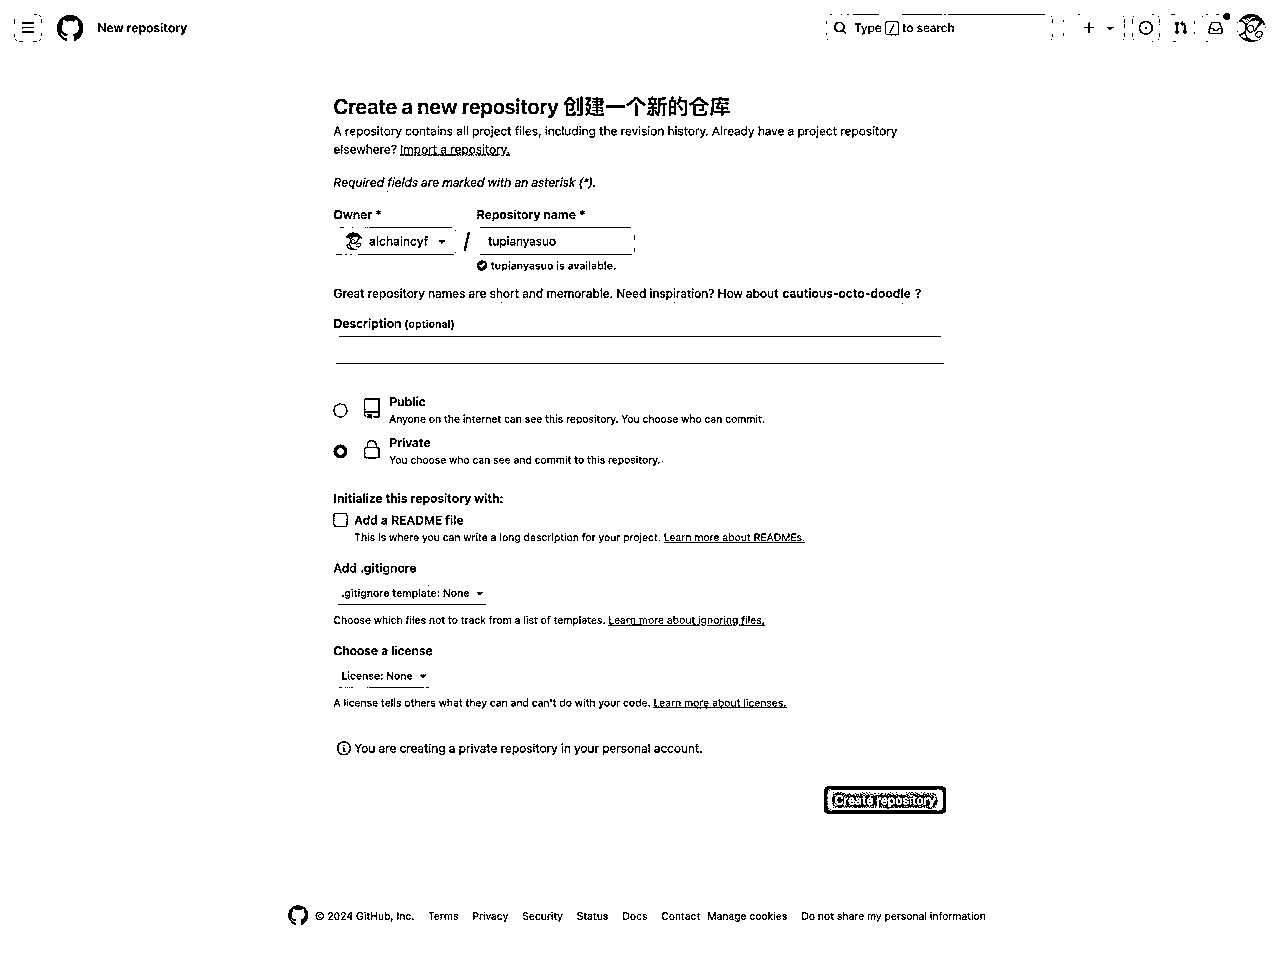 New repository
Type / to search
Create a new repository 创建一个新的仓库
A repository contains all project files, including the revision history. Already have a project repository
elsewhere? Import a repository.
Required fields are marked with an asterisk (*).
Owner * Repository name *
alchaincyf / tupianyasuo
tupianyasuo is available.
Great repository names are short and memorable. Need inspiration? How about cautious-octo-doodle ?
Description (optional)
Public
Anyone on the internet can see this repository. You choose who can commit.
Private
You choose who can see and commit to this repository.
Initialize this repository with:
Add a README file
This is where you can write a long description for your project. Learn more about READMEs.
Add .gitignore
.gitignore template: None
Choose which files not to track from a list of templates. Learn more about ignoring files.
Choose a license
License: None
A license tells others what they can and can't do with your code. Learn more about licenses.
You are creating a private repository in your personal account.
Create repository
© 2024 GitHub, Inc. Terms Privacy Security Status Docs Contact Manage cookies Do not share my personal information